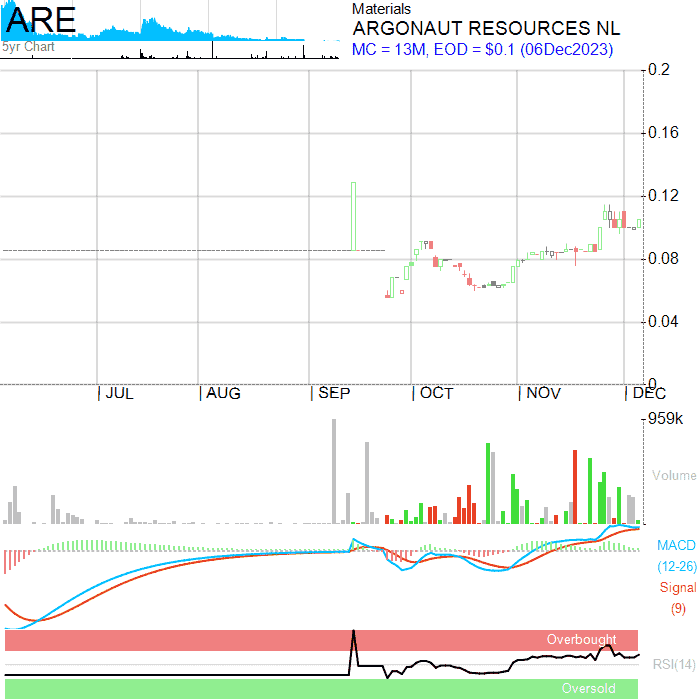 ARE
5yr Chart
Materials
ARGONAUT RESOURCES NL
MC = 13M, EOD = $0.1 (06Dec2023)
0.2
0.16
0.12
0.08
0.04
0
JUL AUG SEP OCT NOV DEC
959k
Volume
MACD
(12-26)
Signal
(9)
Overbought
RSI(14)
Oversold